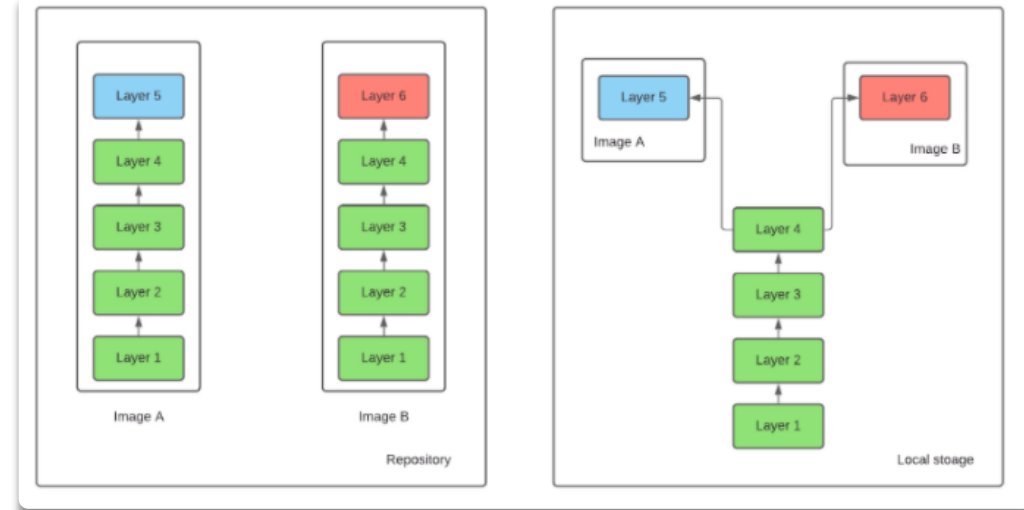 Layer 5
Layer 4
Layer 3
Layer 2
Layer 1
Image A
Layer 6
Layer 4
Layer 3
Layer 2
Layer 1
Image B
Repository
Layer 5
Image A
Layer 6
Image B
Layer 4
Layer 3
Layer 2
Layer 1
Local stoage